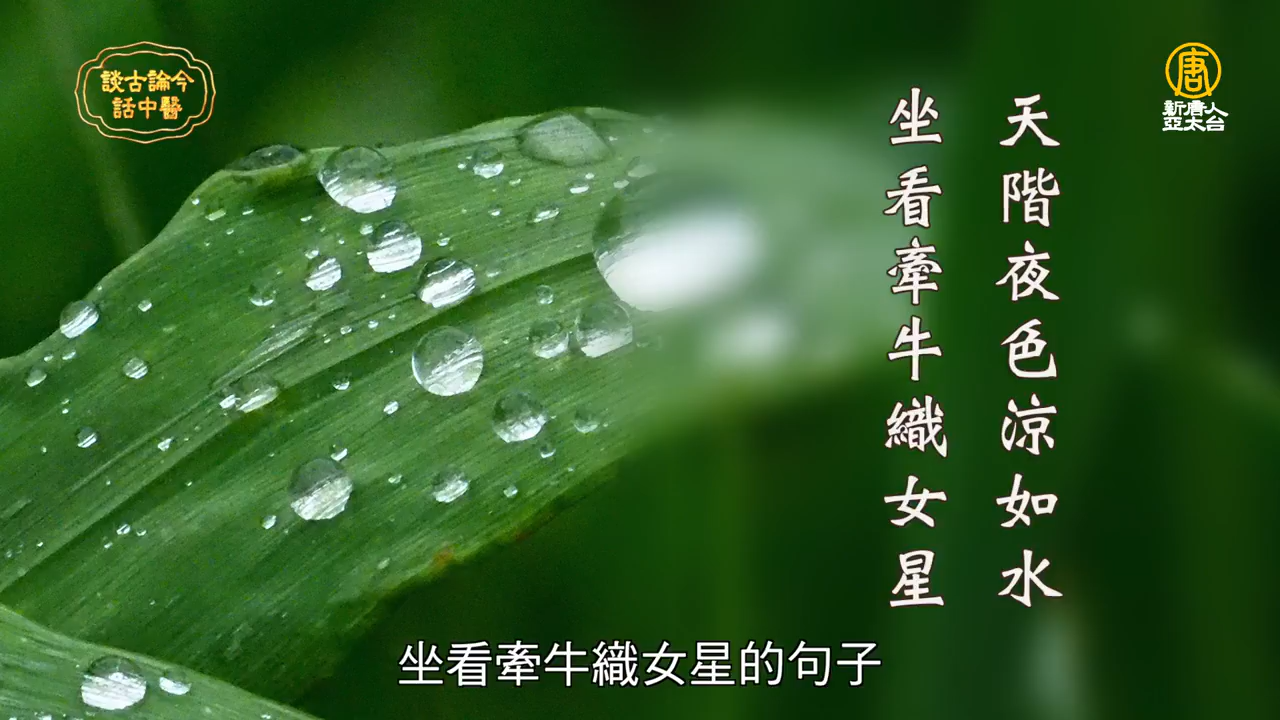 談古論今
話中醫
唐
新唐人
亞太台
天階夜色涼如水
坐看牽牛織女星
坐看牽牛織女星的句子